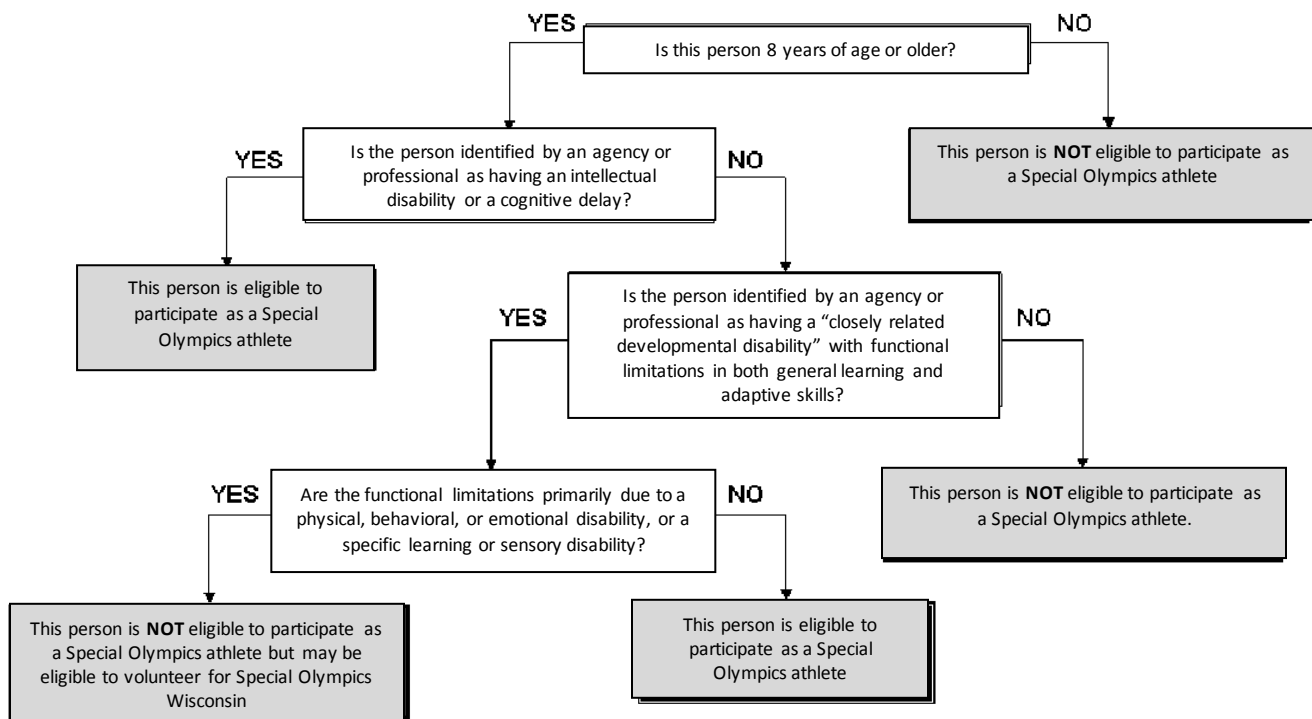 YES
NO
Is this person 8 years of age or older?
YES
Is the person identified by an agency or
professional as having an intellectual
disability or a cognitive delay?
NO
This person is NOT eligible to participate as
a Special Olympics athlete
This person is eligible to
participate as a Special
Olympics athlete
YES
Is the person identified by an agency or
professional as having a “closely related
developmental disability” with functional
limitations in both general learning and
adaptive skills?
NO
YES
Are the functional limitations primarily due to a
physical, behavioral, or emotional disability, or a
specific learning or sensory disability?
NO
This person is NOT eligible to participate as
a Special Olympics athlete.
This person is NOT eligible to participate as
a Special Olympics athlete but may be
eligible to volunteer for Special Olympics
Wisconsin
This person is eligible to
participate as a Special
Olympics athlete